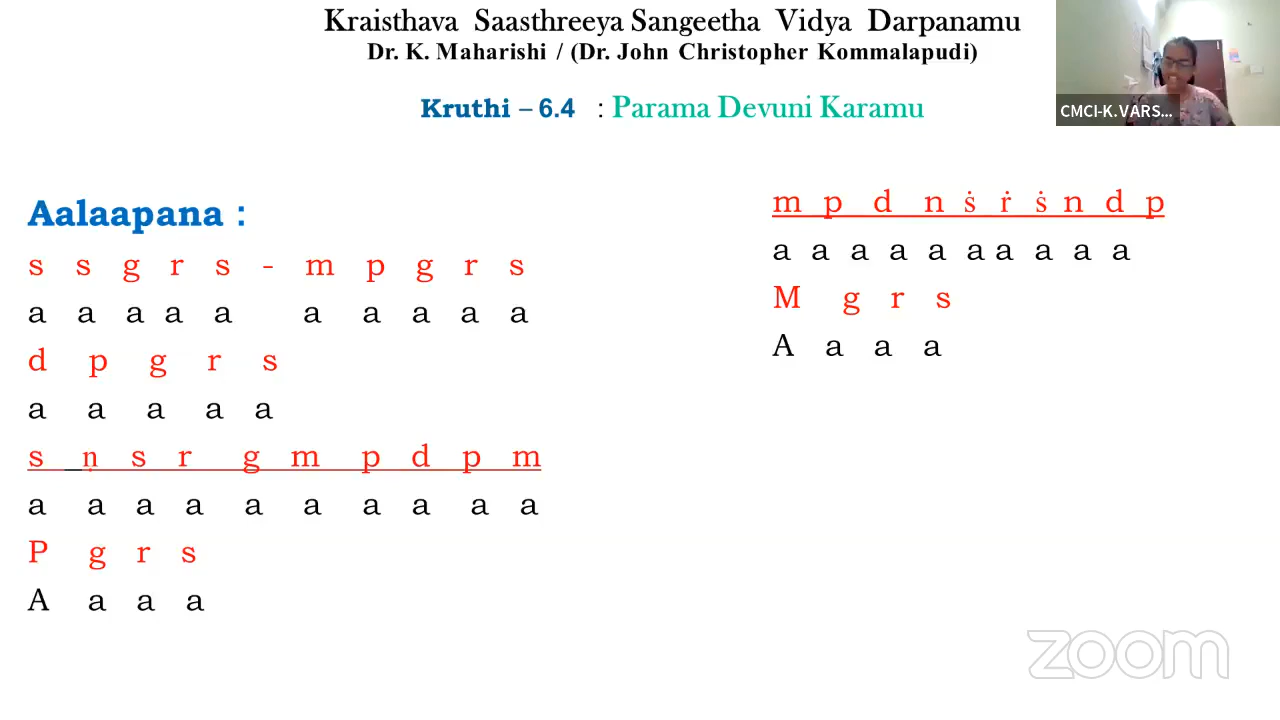 Kraisthava Saasthreeya Sangeetha Vidya Darpanamu
Dr. K. Maharishi / (Dr. John Christopher Kommalapudi)
Kruthi – 6.4 : Parama Devuni Karamu
CMCI-K.VARS...
Aalaapana :
s s g r s - m p g r s
a a a a a a a a a a
d p g r s
a a a a a
s _ṇ s r g m p d p m
a a a a a a a a a a
P g r s
A a a a
m p d n ṡ ṙ ṡ n d p
a a a a a a a a a a
M g r s
A a a a
zoom